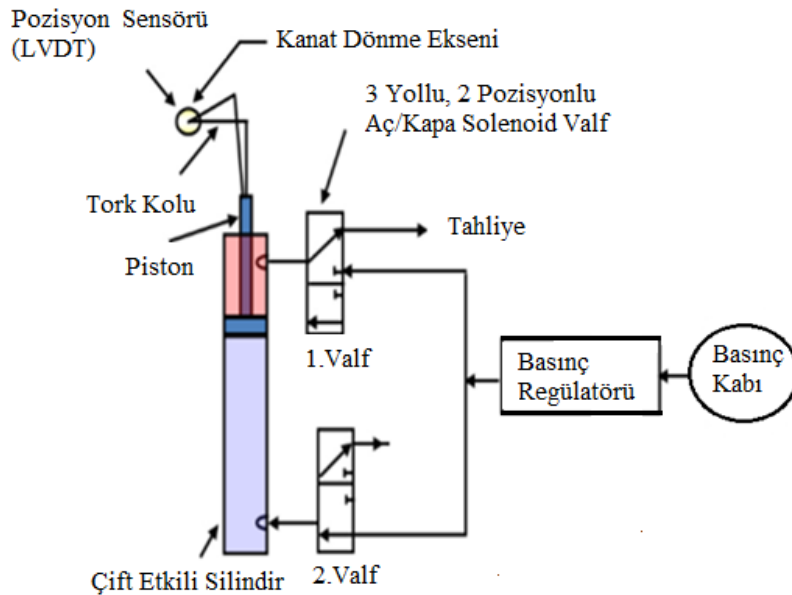 Pozisyon Sensörü
(LVDT)
Kanat Dönme Ekseni
3 Yollu, 2 Pozisyonlu
Aç/Kapa Solenoid Valf
Tork Kolu
Tahliye
Piston
1.Valf
Basınç
Regülatörü
Basınç
Kabı
Çift Etkili Silindir
2.Valf